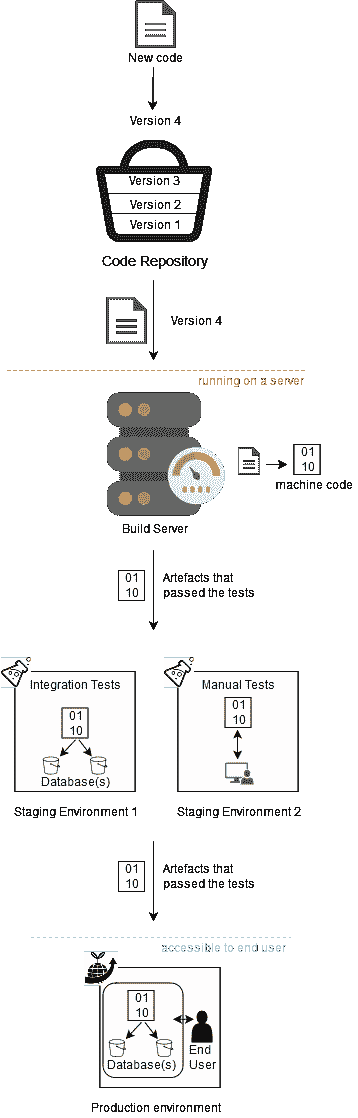 New code
Version 4
Version 3
Version 2
Version 1
Code Repository
Version 4
running on a server
01
10
machine code
Build Server
01
10
Artefacts that
passed the tests
Integration Tests
01
10
Database(s)
Staging Environment 1
Manual Tests
01
10
Staging Environment 2
01
10
Artefacts that
passed the tests
accessible to end user
01
10
Database(s)
End
User
Production environment